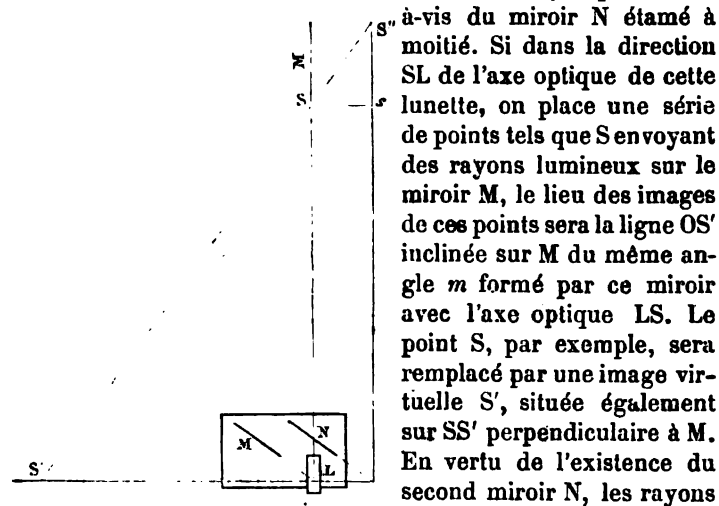 à-vis du miroir N étamé à
moitié. Si dans la direction
SL de l'axe optique de cette
lunette, on place une série
de points tels que S envoyant
des rayons lumineux sur le
miroir M, le lieu des images
de ces points sera la ligne OS'
inclinée sur M du même an-
gle m formé par ce miroir
avec l'axe optique LS. Le
point S, par exemple, sera
remplacé par une image vir-
tuelle S', située également
sur SS' perpendiculaire à M.
En vertu de l'existence du
second miroir N, les rayons
S"
M
S
s
M
N
L
S'